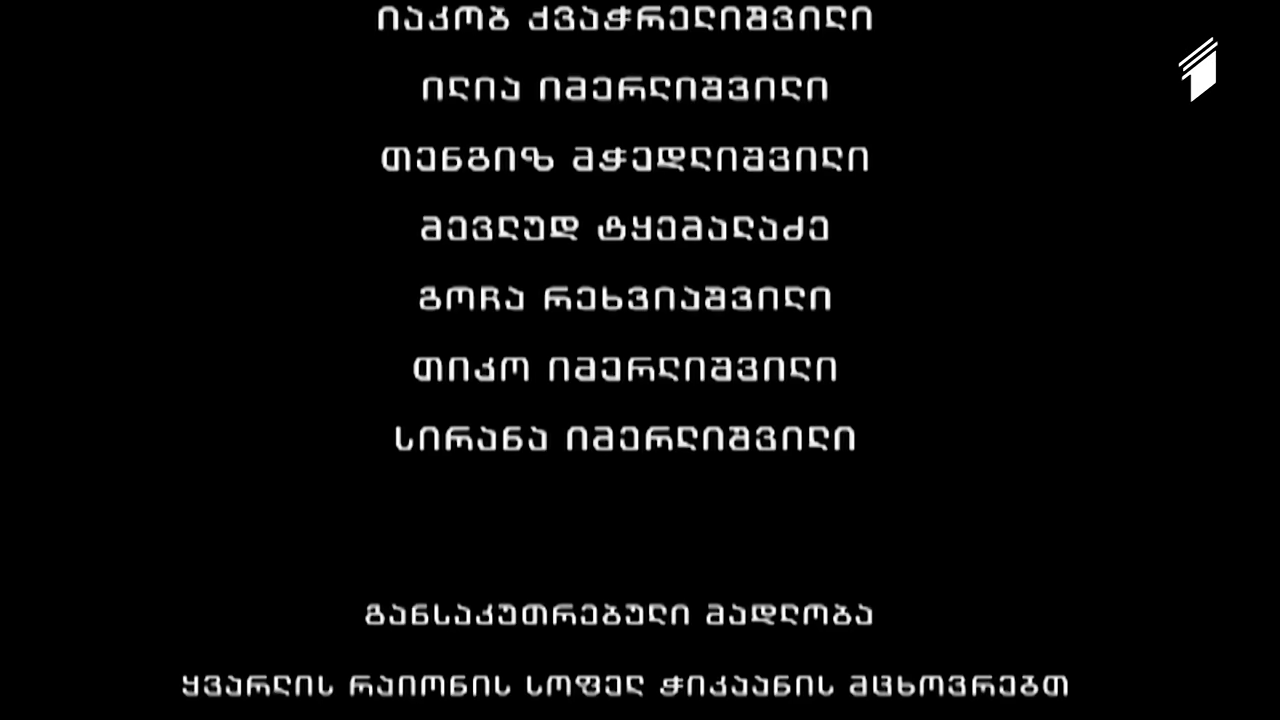 იაკობ ქვაჭრელიშვილი
ილია იმერლიშვილი
თენგიზ მჭედლიშვილი
მევლუდ ტყემალაძე
გოჩა რეხვიაშვილი
თიკო იმერლიშვილი
სირანა იმერლიშვილი
განსაკუთრებული მადლობა
ყვარლის რაიონის სოფელ ჭიკაანის მცხოვრებთ